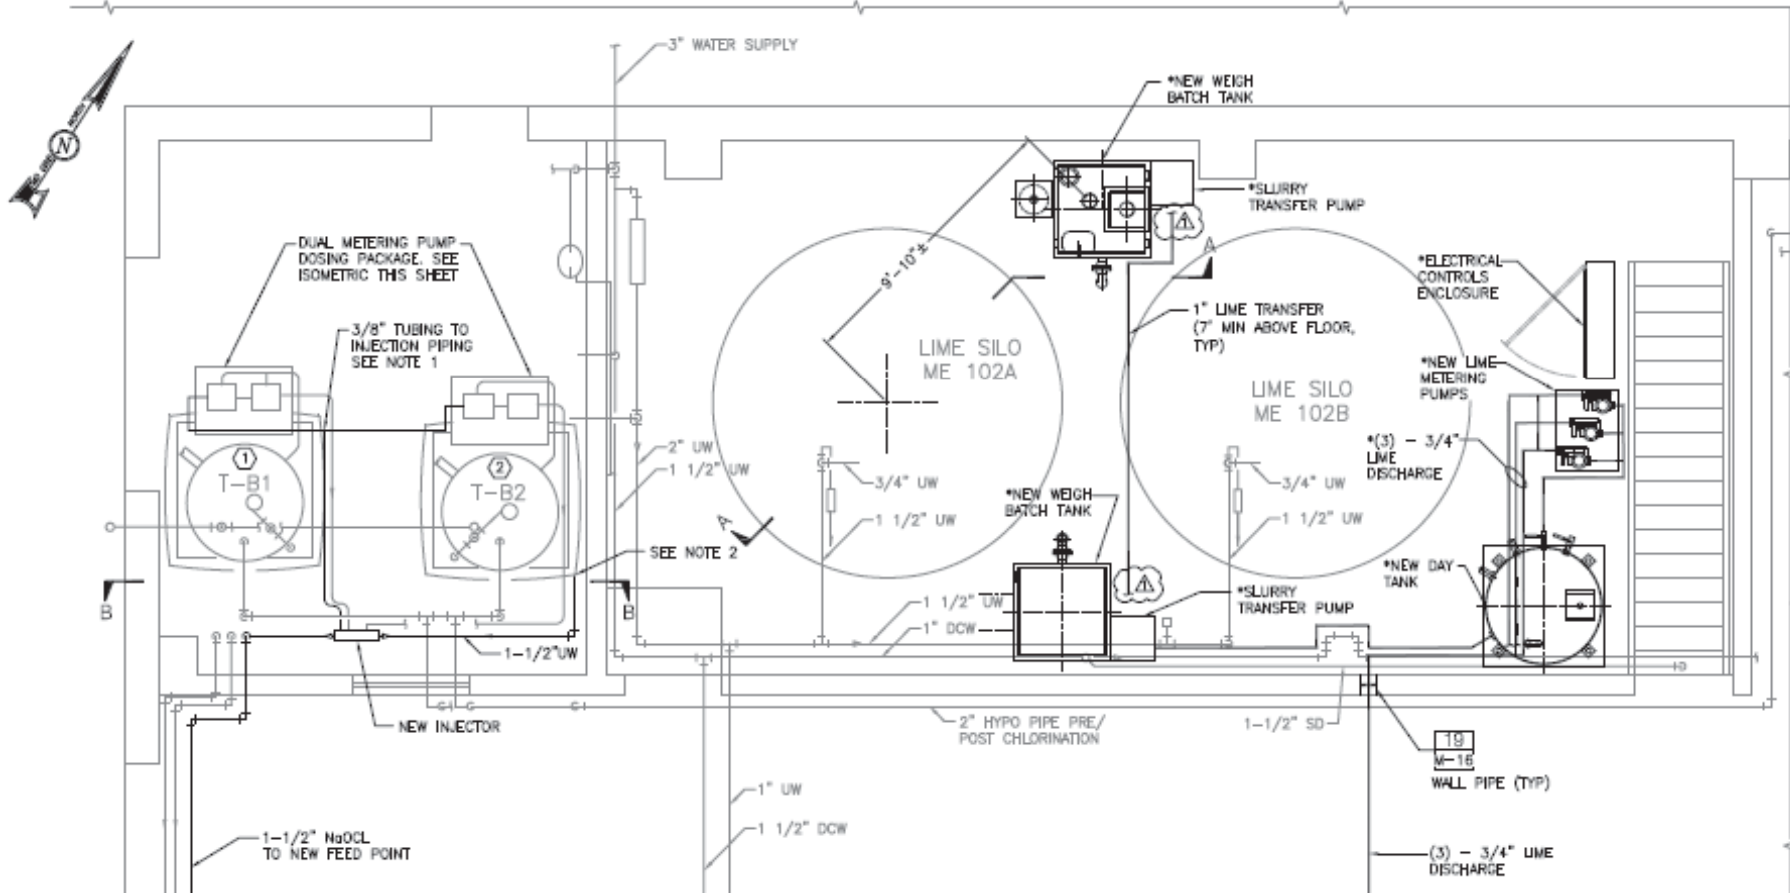 3" WATER SUPPLY
*NEW WEIGH
BATCH TANK
N
*SLURRY
TRANSFER PUMP
1
A
DUAL METERING PUMP
DOSING PACKAGE. SEE
ISOMETRIC THIS SHEET
9'-10"±
*ELECTRICAL
CONTROLS
ENCLOSURE
3/8" TUBING TO
INJECTION PIPING
SEE NOTE 1
1" LIME TRANSFER
(7' MIN ABOVE FLOOR,
TYP)
LIME SILO
ME 102A
LIME SILO
ME 102B
*NEW LIME
METERING
PUMPS
*(3) - 3/4"
LIME
DISCHARGE
1
T-B1
2
T-B2
2" UW
1 1/2" UW
3/4" UW
1 1/2" UW
3/4" UW
1 1/2" UW
*NEW WEIGH
BATCH TANK
A
SEE NOTE 2
1
*NEW DAY
TANK
*SLURRY
TRANSFER PUMP
B
B
1 1/2" UW
1" DCW
1-1/2"UW
NEW INJECTOR
2" HYPO PIPE PRE/
POST CHLORINATION
1-1/2" SD
19
M-16
WALL PIPE (TYP)
1" UW
1 1/2" DCW
1-1/2" NaOCL
TO NEW FEED POINT
(3) - 3/4" LIME
DISCHARGE